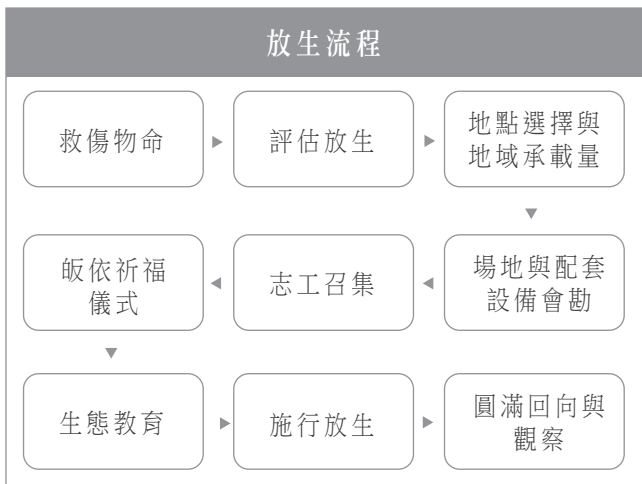 放生流程
救傷物命
評估放生
地點選擇與
地域承載量
場地與配套
設備會勘
志工召集
皈依祈福
儀式
生態教育
施行放生
圓滿回向與
觀察